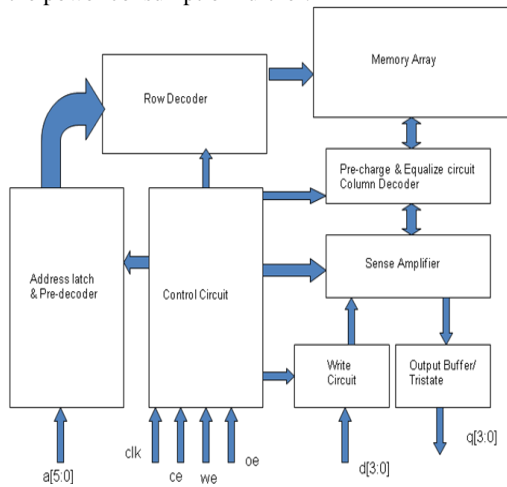 Memory Array
Row Decoder
Pre-charge & Equalize circuit
Column Decoder
Address latch
& Pre-decoder
Control Circuit
Sense Amplifier
Write
Circuit
Output Buffer/
Tristate
a[5:0]
clk
ce
we
oe
d[3:0]
q[3:0]